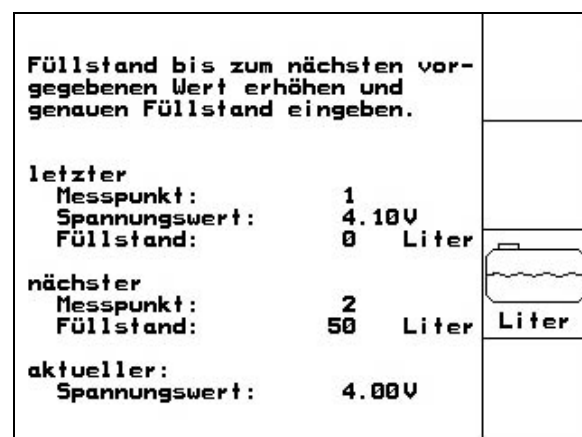 Füllstand bis zum nächsten vor-
gegebenen Wert erhöhen und
genauen Füllstand eingeben.
letzter
Messpunkt: 1
Spannungswert: 4.10V
Füllstand: 0 Liter
nächster
Messpunkt: 2
Füllstand: 50 Liter
Liter
aktueller:
Spannungswert: 4.00V